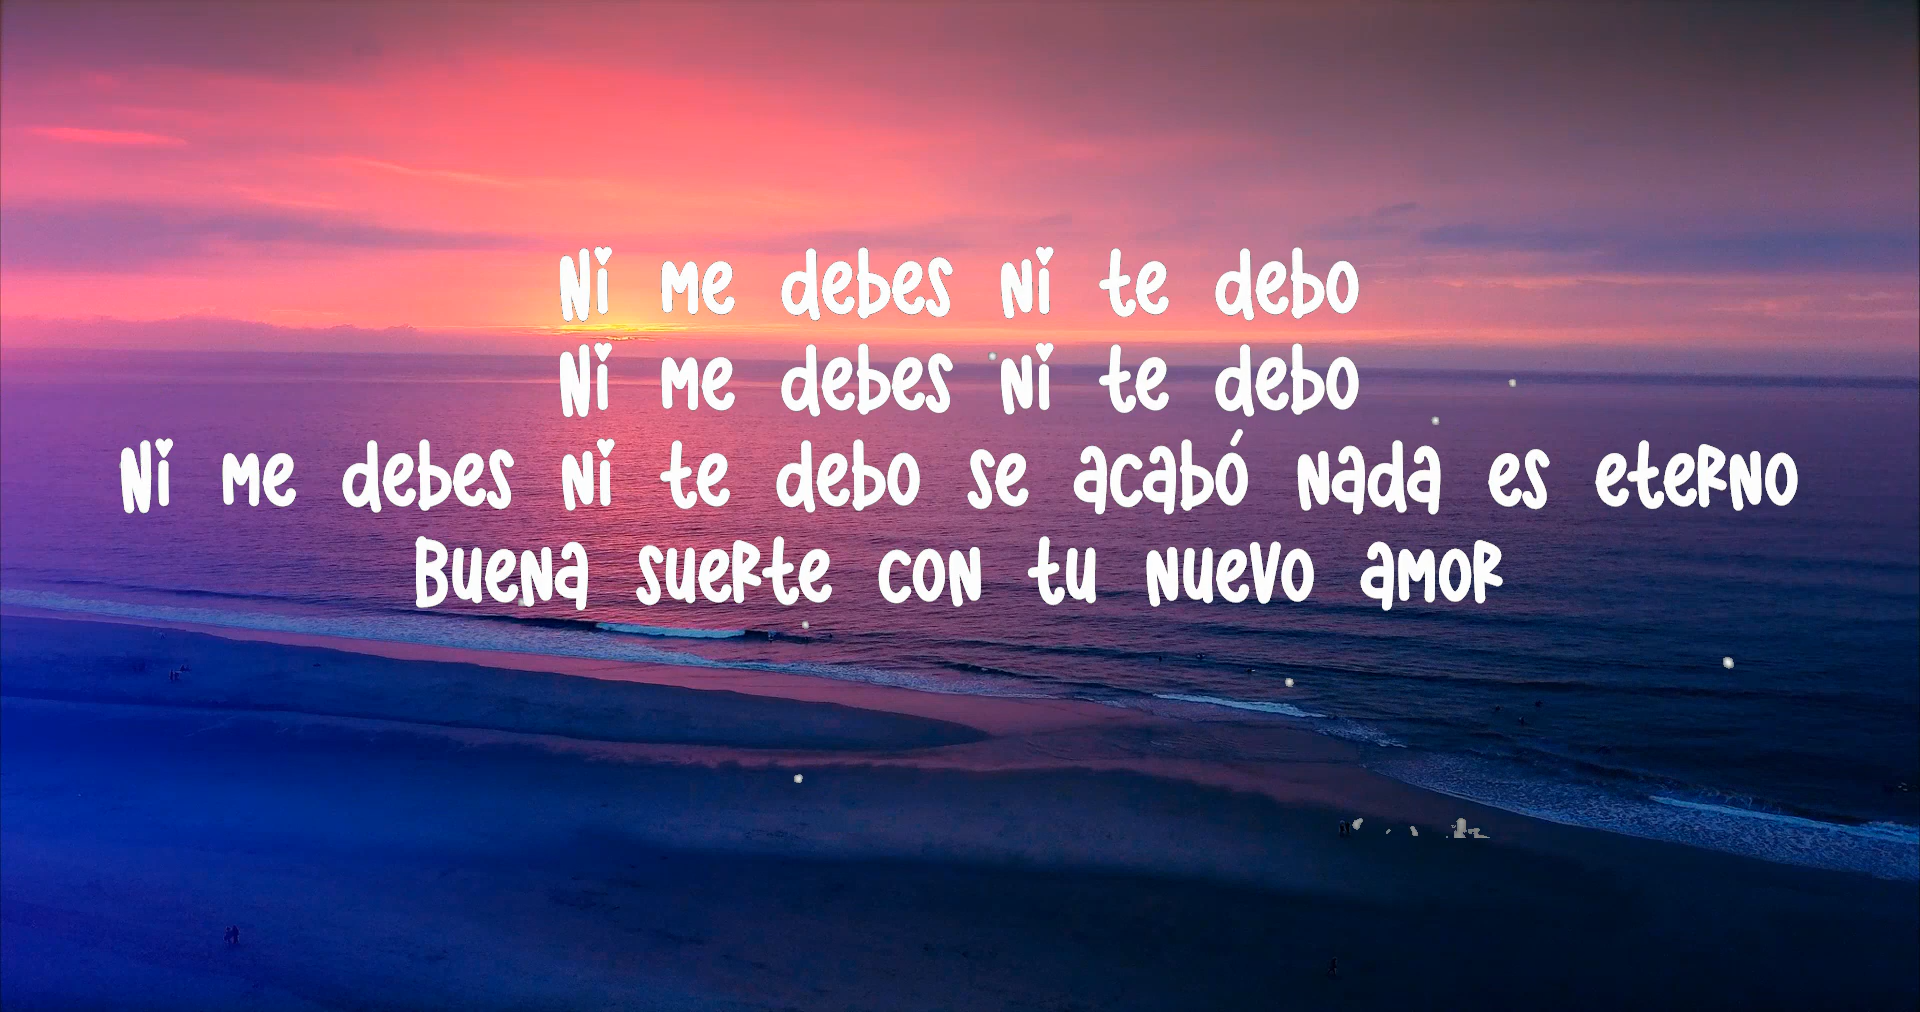 Ni me debes ni te debo
Ni me debes ni te debo
Ni me debes ni te debo se acabó nada es eterno
Buena suerte con tu nuevo amor